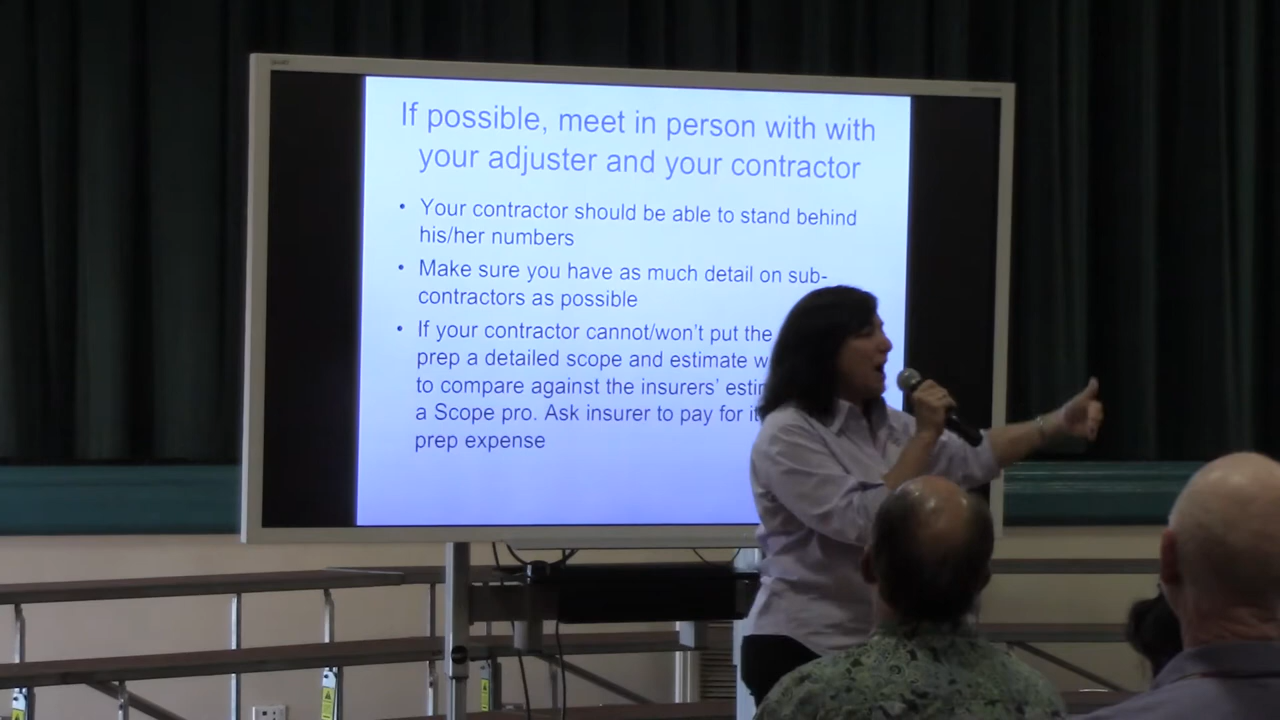 If possible, meet in person with with
your adjuster and your contractor
• Your contractor should be able to stand behind
his/her numbers
• Make sure you have as much detail on sub-
contractors as possible
• If your contractor cannot/won't put the
prep a detailed scope and estimate
to compare against the insurers'
a Scope pro. Ask insurer to pay for
prep expense